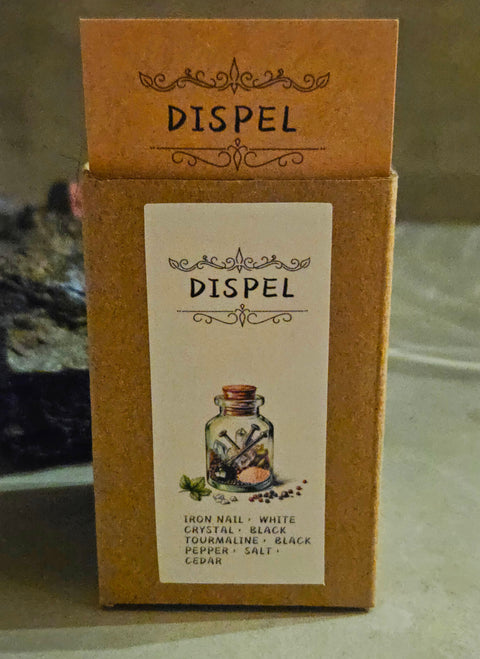 DISPEL
DISPEL
IRON NAIL · WHITE
CRYSTAL · BLACK
TOURMALINE · BLACK
PEPPER · SALT ·
CEDAR